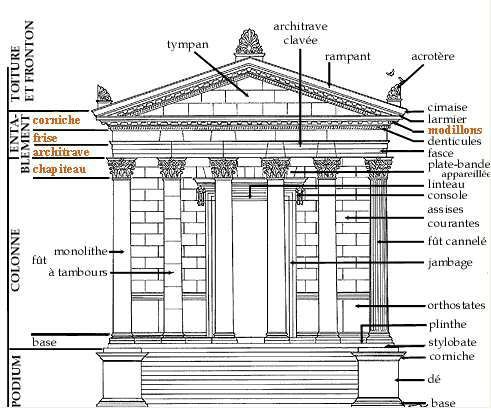 architrave
clavée
tympan
rampant
acrotère
TOITURE
ET FRONTON
cimaise
larmier
modillons
denticules
fasce
plate-bande
appareillée
linteau
console
assises
courantes
fût cannelé
jambage
orthostates
plinthe
stylobate
corniche
dé
base
ENTA-
BLEMENT
corniche
frise
architrave
chapiteau
COLONNE
fût
monolithe
à tambours
base
PODIUM